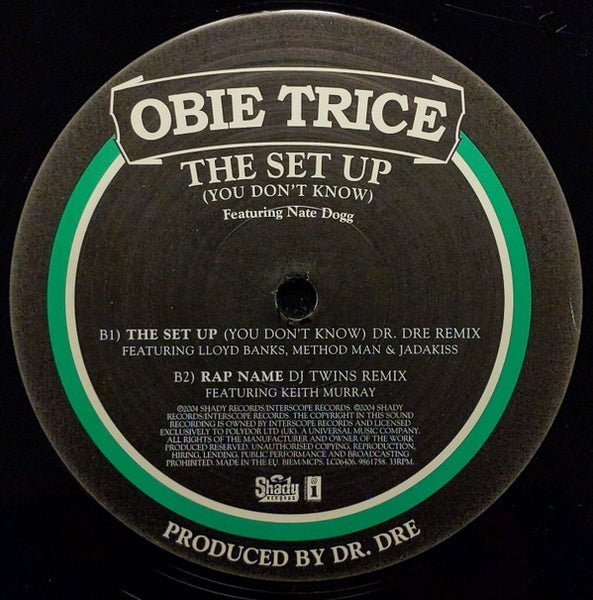 OBIE TRICE
THE SET UP
(YOU DON'T KNOW)
Featuring Nate Dogg
B1) THE SET UP (YOU DON'T KNOW) DR. DRE REMIX
FEATURING LLOYD BANKS, METHOD MAN & JADAKISS
B2) RAP NAME DJ TWINS REMIX
FEATURING KEITH MURRAY
℗2004 SHADY RECORDS/INTERSCOPE RECORDS. ©2004 SHADY
RECORDS/INTERSCOPE RECORDS. THE COPYRIGHT IN THIS SOUND
RECORDING IS OWNED BY INTERSCOPE RECORDS AND LICENSED
EXCLUSIVELY TO POLYDOR LTD (UK). A UNIVERSAL MUSIC COMPANY.
ALL RIGHTS OF THE MANUFACTURER AND OWNER OF THE WORK
PRODUCED RESERVED. UNAUTHORISED COPYING, REPRODUCTION,
HIRING, LENDING, PUBLIC PERFORMANCE AND BROADCASTING
PROHIBITED. MADE IN THE EU. BIEM/MCPS. LC06406. 9861758. 33RPM.
Shady
RECORDS
i
PRODUCED BY DR. DRE